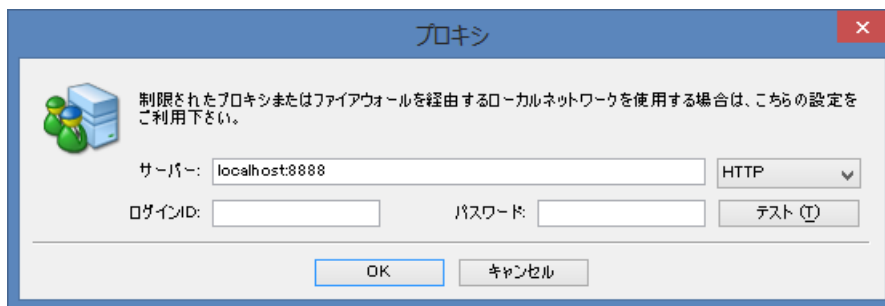 プロキシ
制限されたプロキシまたはファイアウォールを経由するローカルネットワークを使用する場合は、こちらの設定を
ご利用下さい。
サーバー: localhost:8888 HTTP
ログインID: パスワード: テスト (T)
OK キャンセル